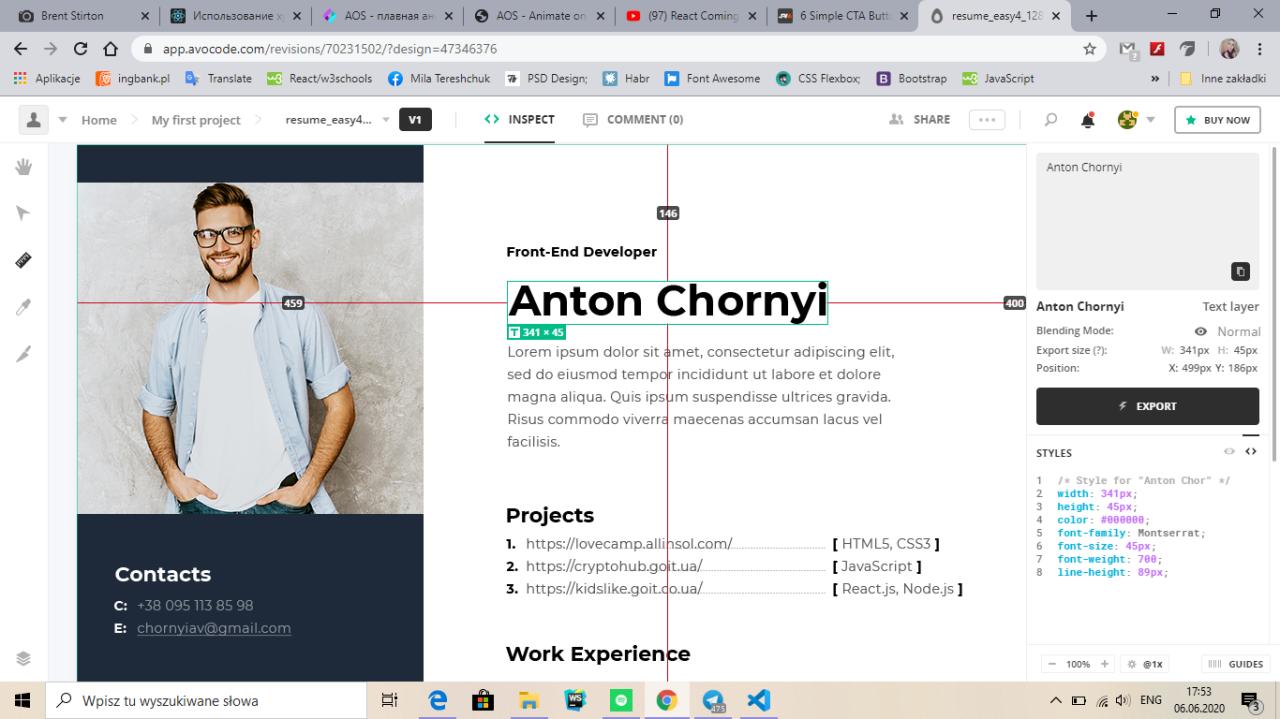 Broken startin
AOS - плавная
AOS – плагин
(97) Рекоменд
6 Simple CTA Butto
resume_easy4_128
app.avocode.com/revisions/70231502/?design=47346376
Aplikacje
ingbank.pl
Translate
React/w3schools
Mila Tereshchuk
PSD Design;
Habr
Font Awesome
CSS Flexbox;
Bootstrap
JavaScript
»
Inne zakładki
Home
My first project
resume_easy4...
V1
INSPECT
COMMENT (0)
SHARE
BUY NOW
146
Front-End Developer
459
Anton Chornyi
400
T 341 × 45
Lorem ipsum dolor sit amet, consectetur adipiscing elit,
sed do eiusmod tempor incididunt ut labore et dolore
magna aliqua. Quis ipsum suspendisse ultrices gravida.
Risus commodo viverra maecenas accumsan lacus vel
facilisis.
Projects
1. https://lovecamp.allinsol.com/ [ HTML5, CSS3 ]
2. https://cryptohub.goit.ua/ [ JavaScript ]
3. https://kidslike.goit.co.ua/ [ React.js, Node.js ]
Work Experience
Contacts
C: +38 095 113 85 98
E: chornyiav@gmail.com
Anton Chornyi
Anton Chornyi Text layer
Blending Mode: Normal
Export size (?): W: 341px H: 45px
Position: X: 499px Y: 186px
EXPORT
STYLES
1 /* Style for "Anton Chor" */
2 width: 341px;
3 height: 45px;
4 color: #000000;
5 font-family: Montserrat;
6 font-size: 45px;
7 font-weight: 700;
8 line-height: 89px;
100%
@1x
GUIDES
Wpisz tu wyszukiwane słowa
WS
475
ENG
17:53
06.06.2020
3